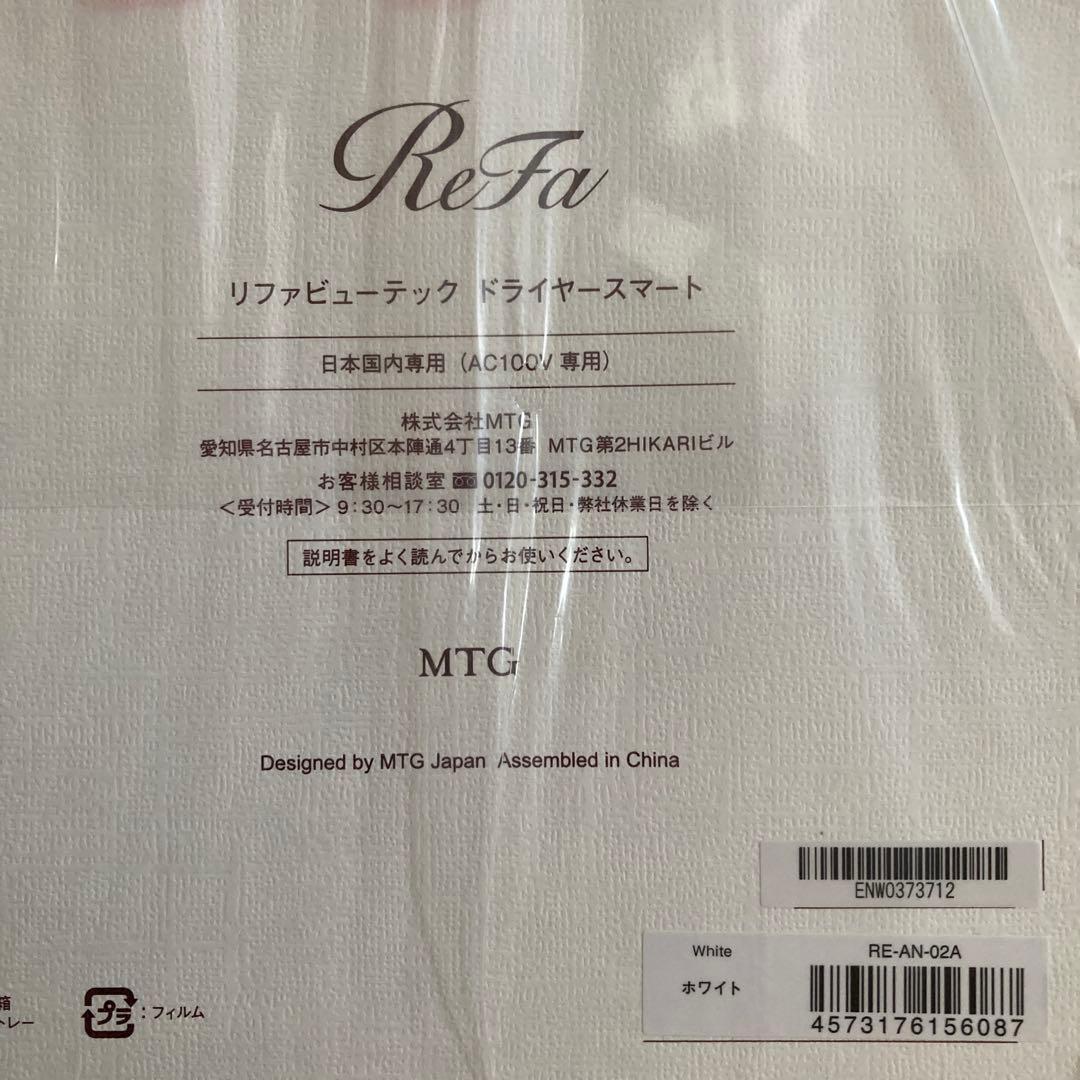 ReFa
リファビューテック ドライヤースマート
日本国内専用（AC100V 専用）
株式会社MTG
愛知県名古屋市中村区本陣通4丁目13番 MTG第2HIKARIビル
お客様相談室 0120-315-332
＜受付時間＞9：30〜17：30 土・日・祝日・弊社休業日を除く
説明書をよく読んでからお使いください。
MTG
Designed by MTG Japan Assembled in China
ENW0373712
White RE-AN-02A
ホワイト
4573176156087
箱
トレー
プラ：フィルム